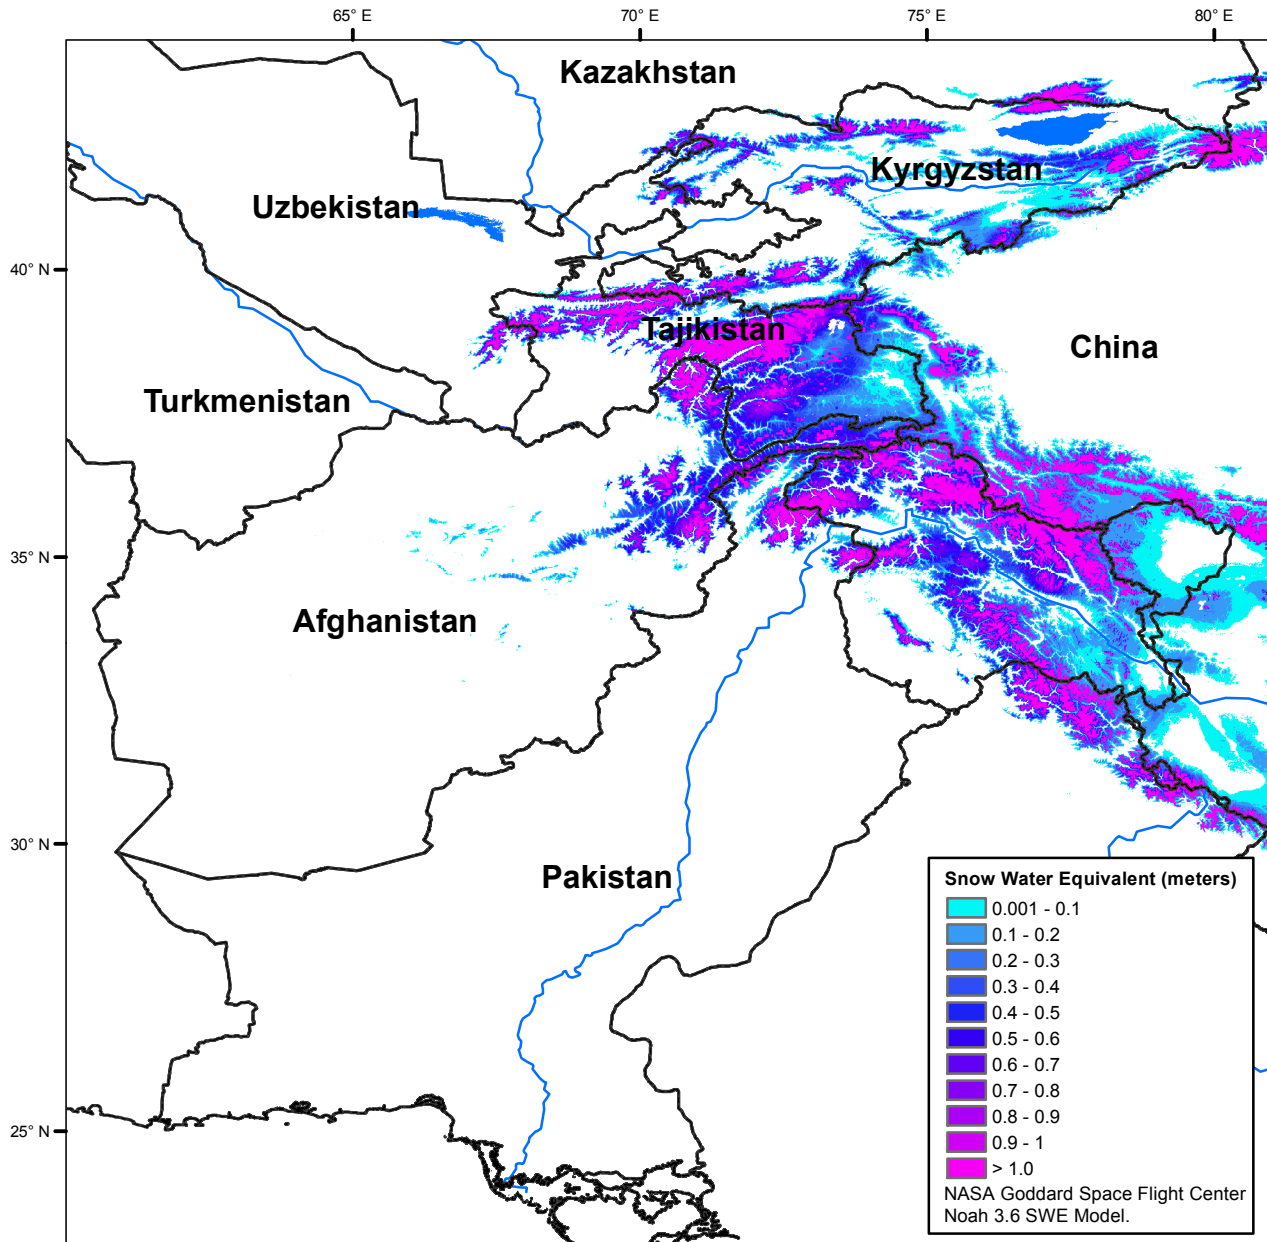 65° E
70° E
75° E
80° E
Kazakhstan
Kyrgyzstan
Uzbekistan
40° N
Tajikistan
China
Turkmenistan
35° N
Afghanistan
30° N
Pakistan
25° N
Snow Water Equivalent (meters)
0.001 - 0.1
0.1 - 0.2
0.2 - 0.3
0.3 - 0.4
0.4 - 0.5
0.5 - 0.6
0.6 - 0.7
0.7 - 0.8
0.8 - 0.9
0.9 - 1
> 1.0
NASA Goddard Space Flight Center
Noah 3.6 SWE Model.